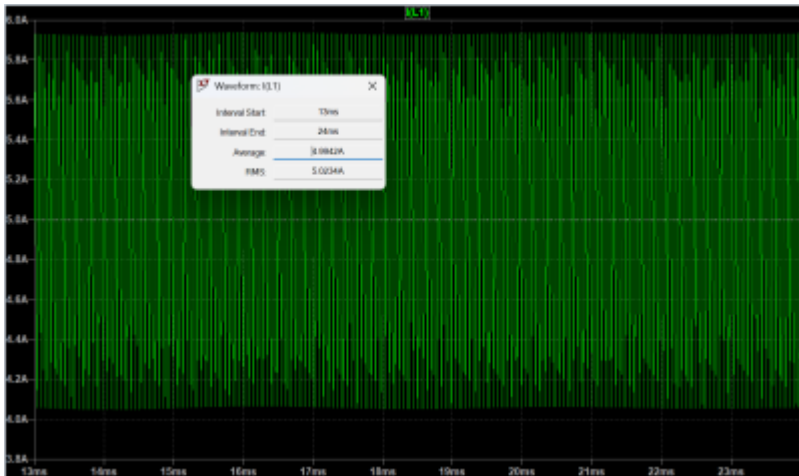 I(L1)
6.0A
5.8A
5.6A
5.4A
5.2A
5.0A
4.8A
4.6A
4.4A
4.2A
4.0A
3.8A
Waveform: I(L1)
Interval Start: 13ms
Interval End: 24ms
Average: 4.9942A
RMS: 5.0234A
13ms 14ms 15ms 16ms 17ms 18ms 19ms 20ms 21ms 22ms 23ms